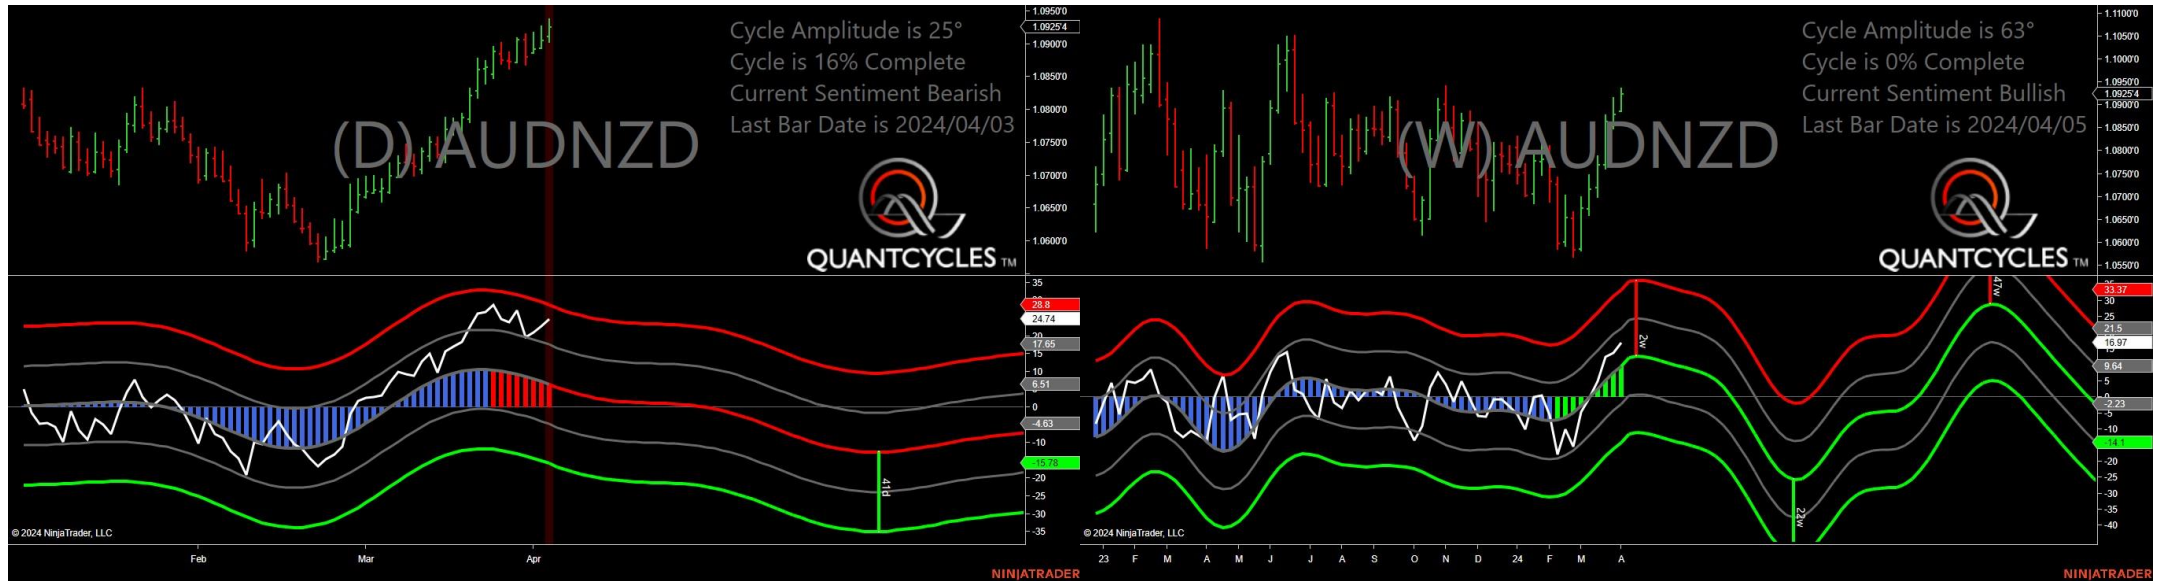 Cycle Amplitude is 25°
Cycle is 16% Complete
Current Sentiment Bearish
Last Bar Date is 2024/04/03
(D) AUDNZD
QUANTCYCLES TM
1.0950'0
1.0925'4
1.0900'0
1.0850'0
1.0800'0
1.0750'0
1.0700'0
1.0650'0
1.0600'0
35
28.8
24.74
20
17.65
15
10
6.51
0
-4.63
-10
-15.78
-20
-25
-30
-35
41d
© 2024 NinjaTrader, LLC
Feb Mar Apr
NINJATRADER
Cycle Amplitude is 63°
Cycle is 0% Complete
Current Sentiment Bullish
Last Bar Date is 2024/04/05
(W) AUDNZD
QUANTCYCLES TM
1.1100'0
1.1050'0
1.1000'0
1.0950'0
1.0925'4
1.0900'0
1.0850'0
1.0800'0
1.0750'0
1.0700'0
1.0650'0
1.0600'0
1.0550'0
33.37
30
25
21.5
16.97
15
9.64
5
0
-2.23
-5
-10
-14.1
-20
-25
-30
-35
-40
2w
22w
47w
© 2024 NinjaTrader, LLC
23 F M A M J J A S O N D 24 F M A
NINJATRADER